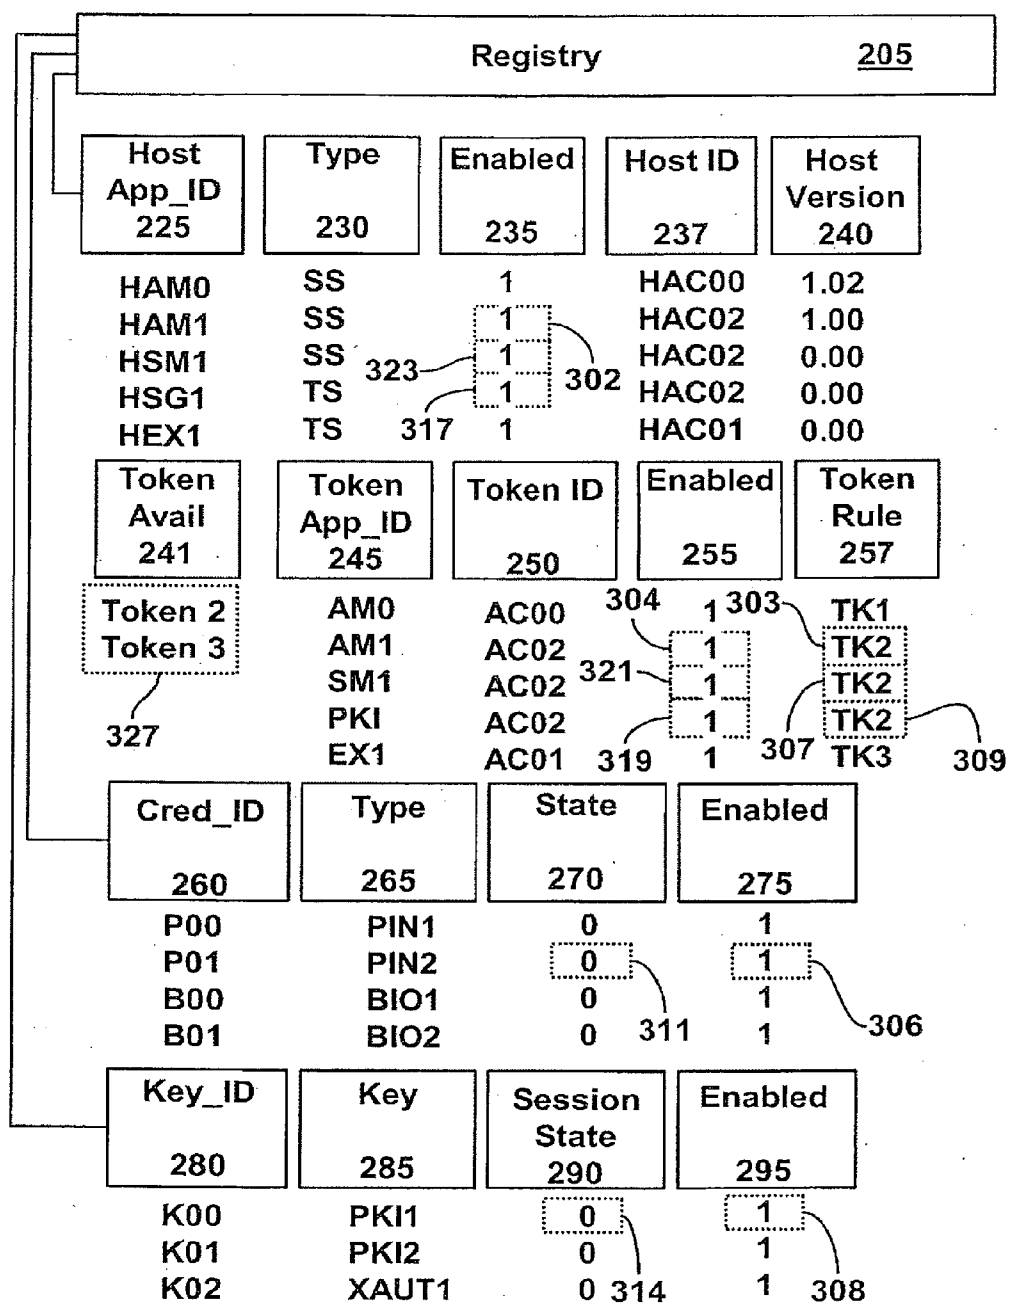 Registry 205
Host App_ID 225 Type 230 Enabled 235 Host ID 237 Host Version 240
HAM0 SS 1 HAC00 1.02
HAM1 SS 1 HAC02 1.00
HSM1 SS 323 1 302 HAC02 0.00
HSG1 TS 1 HAC02 0.00
HEX1 TS 317 1 HAC01 0.00
Token Avail 241 Token App_ID 245 Token ID 250 Enabled 255 Token Rule 257
Token 2 AM0 AC00 304 1 303 TK1
Token 3 AM1 AC02 1 TK2
SM1 AC02 321 1 TK2
327 PKI AC02 1 307 TK2
EX1 AC01 319 1 TK3 309
Cred_ID 260 Type 265 State 270 Enabled 275
P00 PIN1 0 1
P01 PIN2 0 1
B00 BIO1 0 1
B01 BIO2 0 311 1 306
Key_ID 280 Key 285 Session State 290 Enabled 295
K00 PKI1 0 1
K01 PKI2 0 1
K02 XAUT1 0 314 1 308